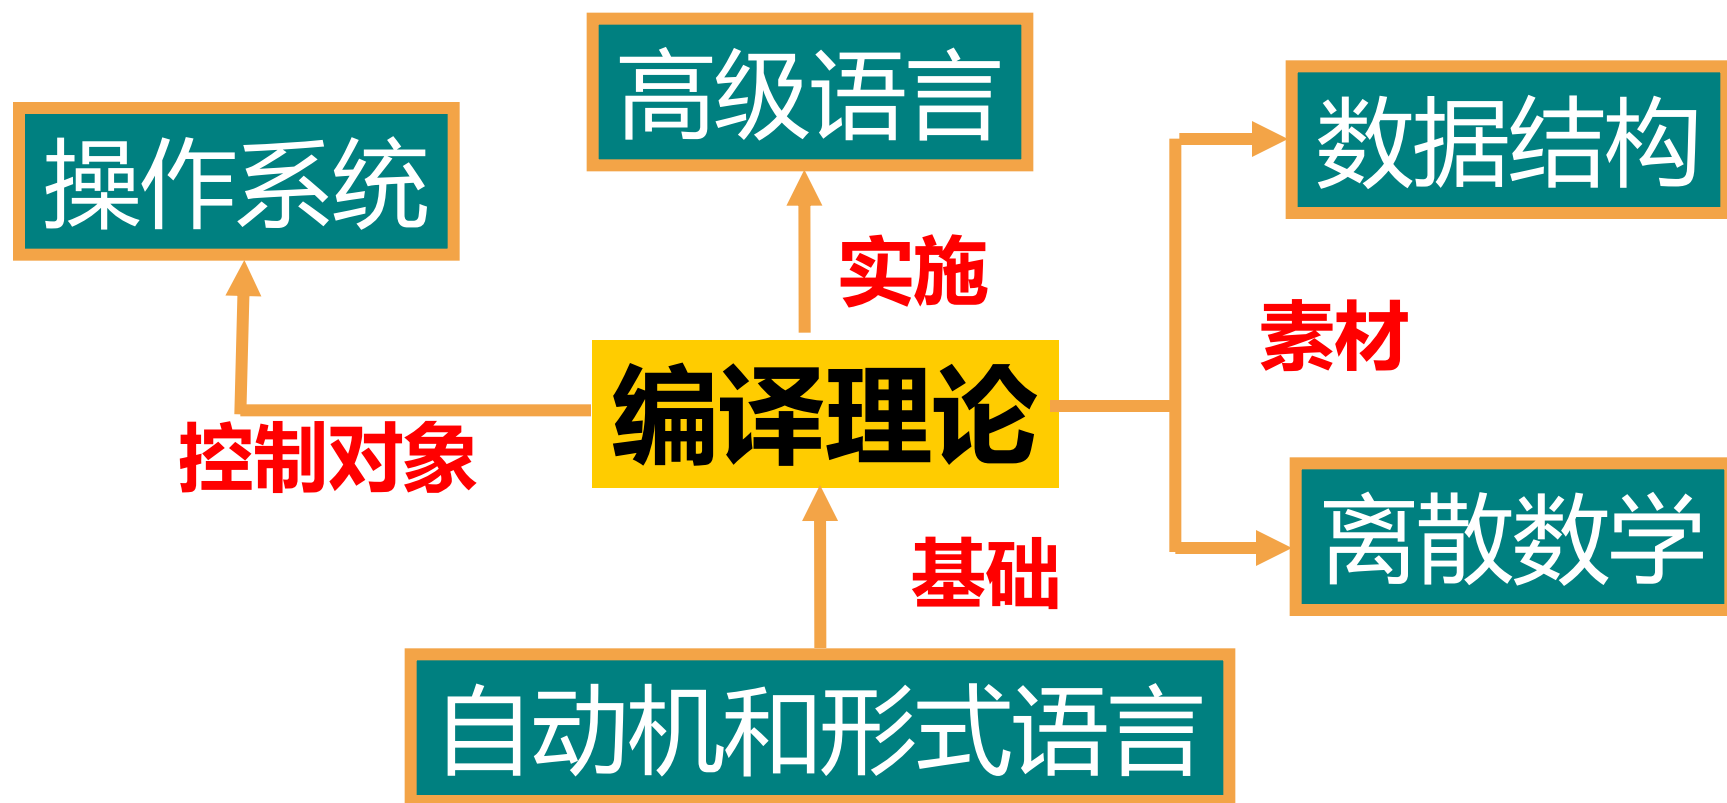 高级语言
操作系统
数据结构
实施
素材
编译理论
控制对象
离散数学
基础
自动机和形式语言